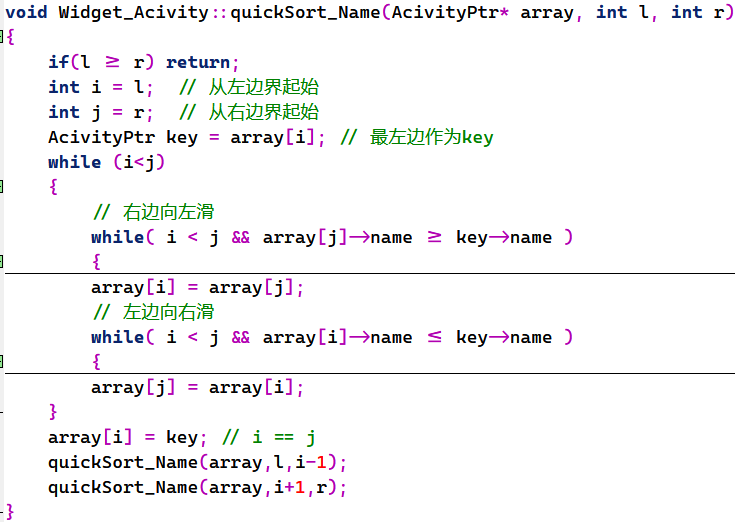 void Widget_Acivity::quickSort_Name(AcivityPtr* array, int l, int r)
{
if(l ≥ r) return;
int i = l; // 从左边界起始
int j = r; // 从右边界起始
AcivityPtr key = array[i]; // 最左边作为key
while (i<j)
{
// 右边向左滑
while( i < j && array[j]->name ≥ key->name )
{
array[i] = array[j];
// 左边向右滑
while( i < j && array[i]->name ≤ key->name )
{
array[j] = array[i];
}
array[i] = key; // i == j
quickSort_Name(array,l,i-1);
quickSort_Name(array,i+1,r);
}